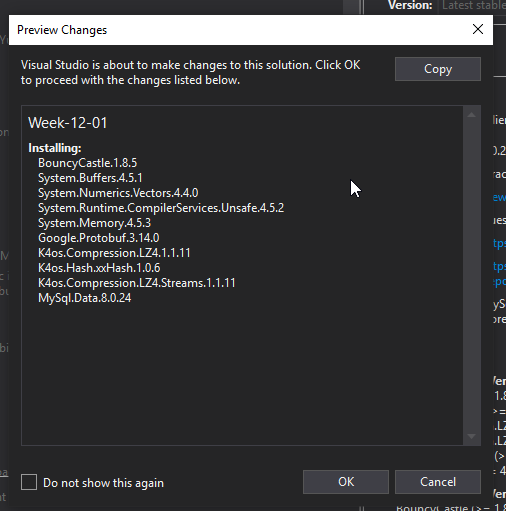 Version:
Latest stable
Preview Changes
Visual Studio is about to make changes to this solution. Click OK
to proceed with the changes listed below.
Copy
Week-12-01
Installing:
BouncyCastle.1.8.5
System.Buffers.4.5.1
System.Numerics.Vectors.4.4.0
System.Runtime.CompilerServices.Unsafe.4.5.2
System.Memory.4.5.3
Google.Protobuf.3.14.0
K4os.Compression.LZ4.1.1.11
K4os.Hash.xxHash.1.0.6
K4os.Compression.LZ4.Streams.1.1.11
MySql.Data.8.0.24
Do not show this again
OK
Cancel